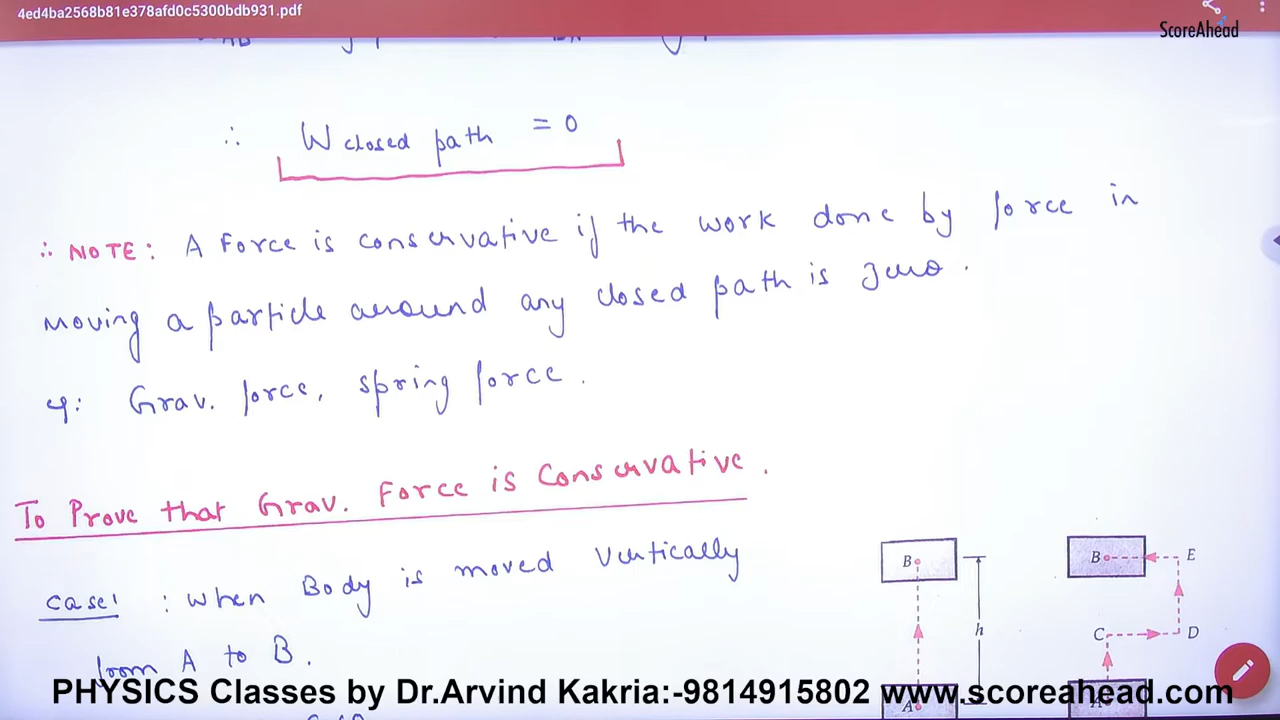 4ed4ba2568b81e378afd0c5300bdb931.pdf
ScoreAhead
∴ W closed path = 0
∴ NOTE: A Force is conservative if the work done by force in
moving a particle around any closed path is zero.
eg: Grav. force, spring force.
To Prove that Grav. Force is Conservative.
Case 1 : When Body is moved vertically
from A to B.
B
h
A
B
E
C
D
A
PHYSICS Classes by Dr.Arvind Kakria:-9814915802 www.scoreahead.com